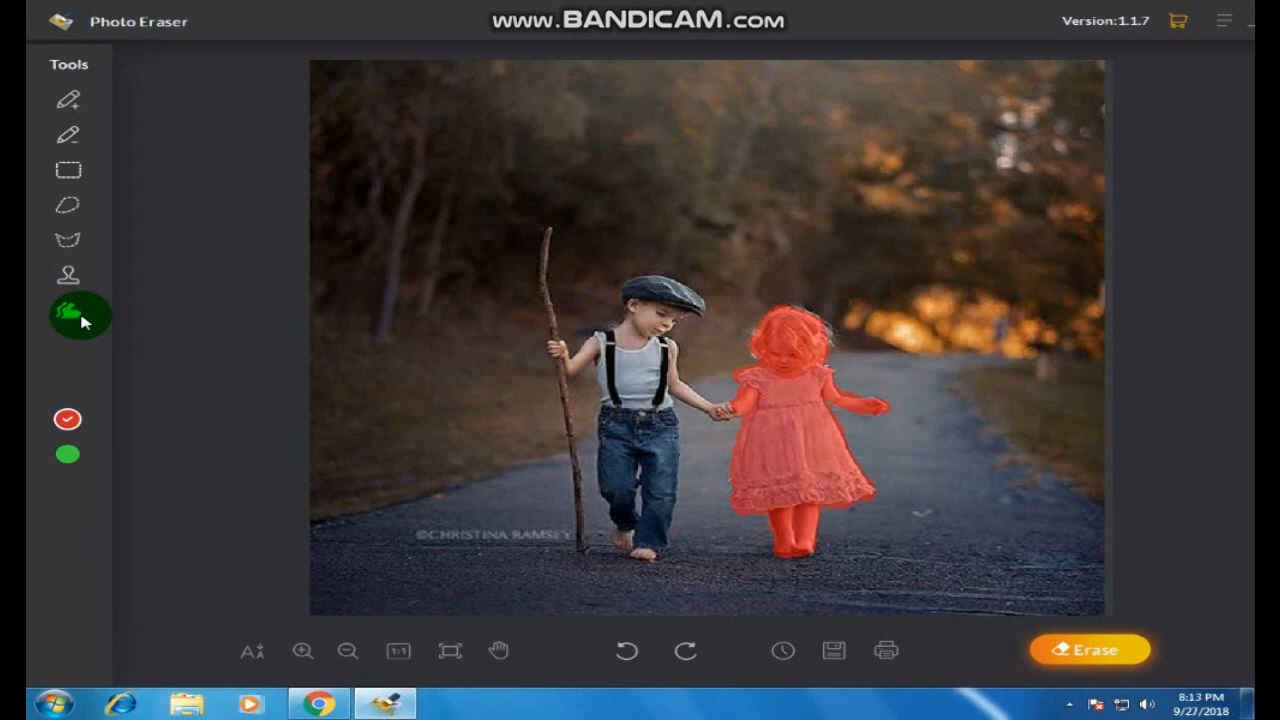 www.BANDICAM.com
Photo Eraser
Version:1.1.7
Tools
©CHRISTINA RAMSEY
1:1
Erase
8:13 PM
9/27/2018